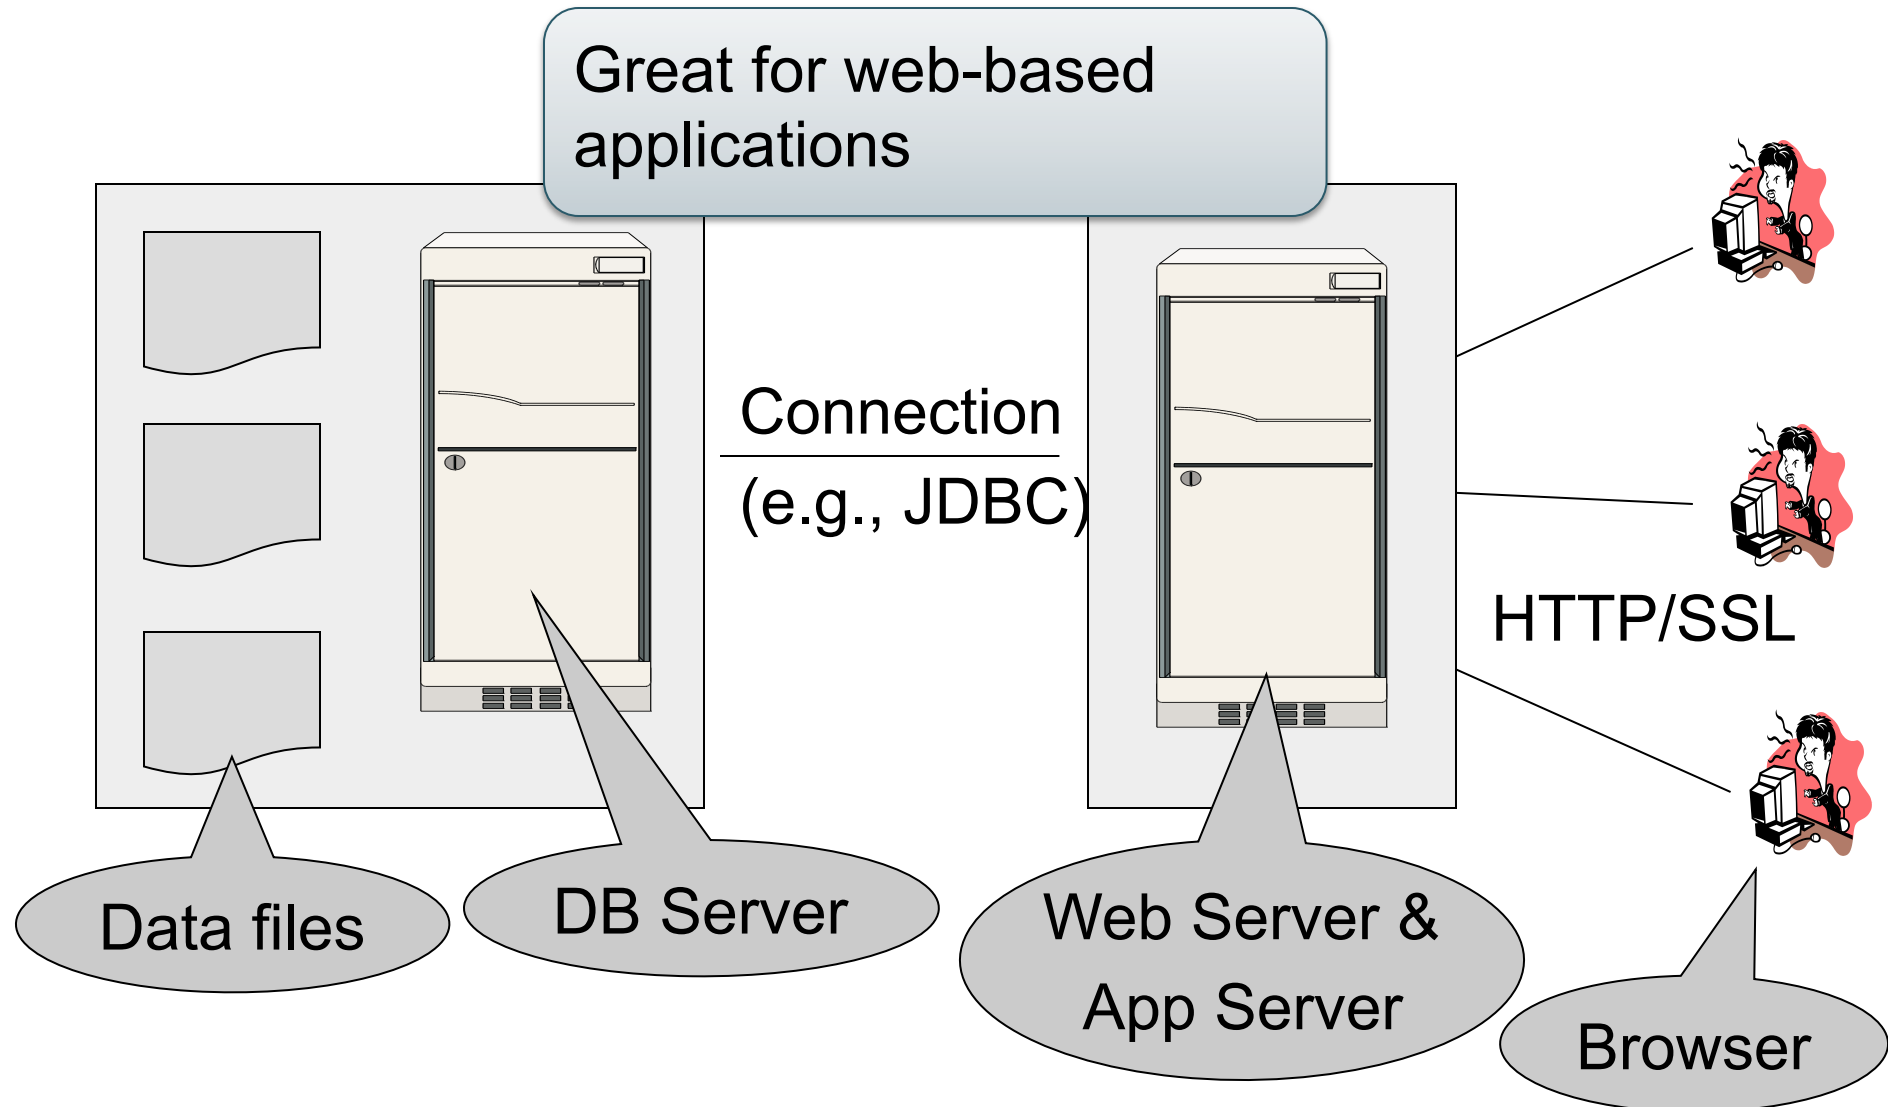 Great for web-based
applications
Connection
(e.g., JDBC)
HTTP/SSL
Data files
DB Server
Web Server &
App Server
Browser